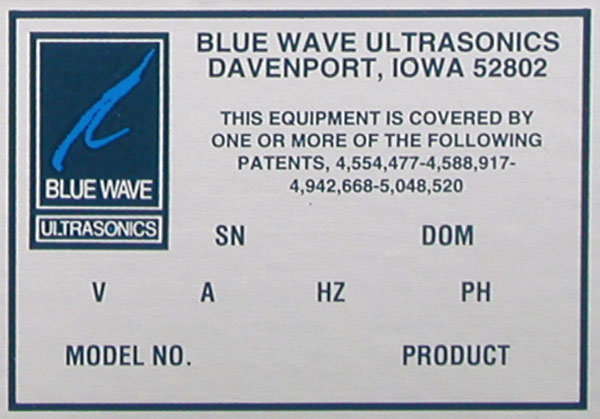 BLUE WAVE ULTRASONICS
DAVENPORT, IOWA 52802
THIS EQUIPMENT IS COVERED BY
ONE OR MORE OF THE FOLLOWING
PATENTS, 4,554,477-4,588,917-
4,942,668-5,048,520
BLUE WAVE
ULTRASONICS
SN DOM
V A HZ PH
MODEL NO. PRODUCT